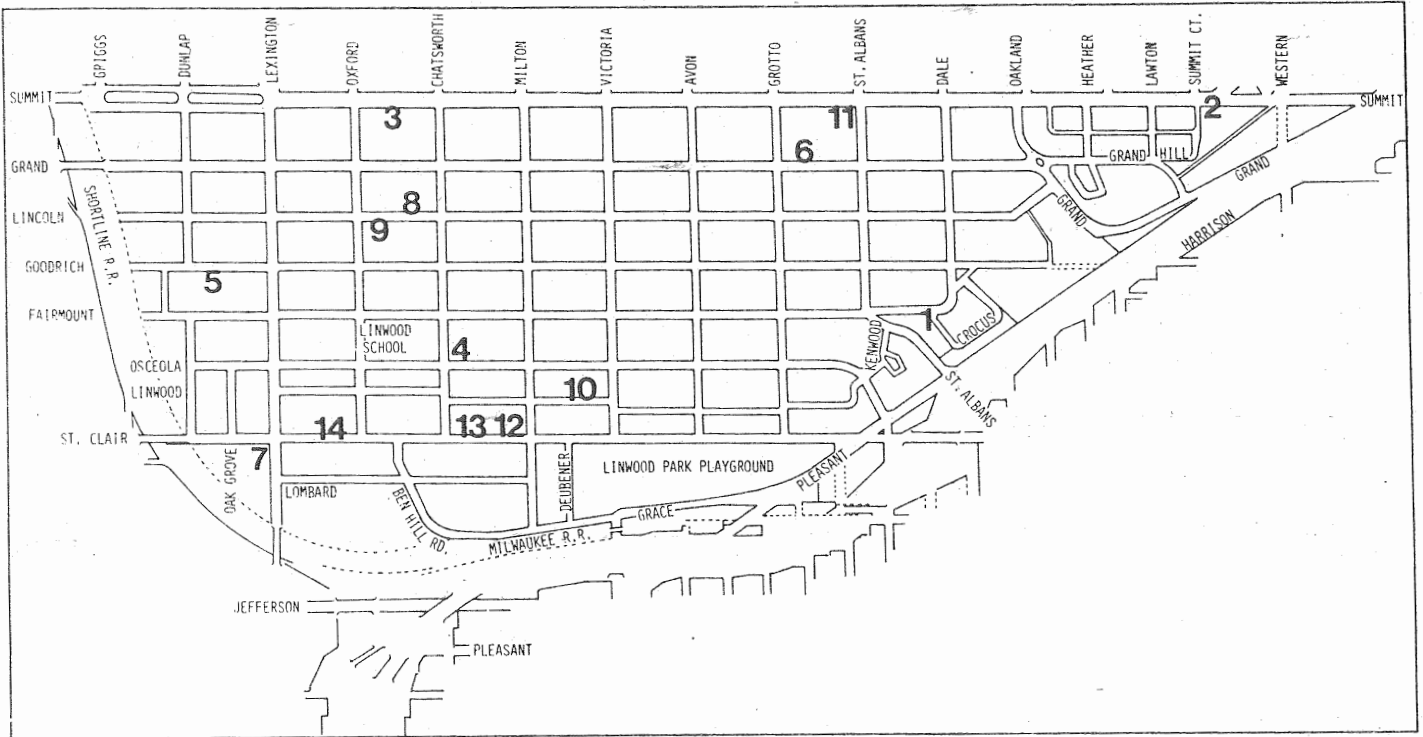 GPIGGS
DUNLAP
LEXINGTON
OXFORD
CHATSWORTH
MILTON
VICTORIA
AVON
GROTTO
ST. ALBANS
DALE
OAKLAND
HEATHER
LAWTON
SUMMIT CT.
WESTERN
SUMMIT
SUMMIT
3
11
2
6
GRAND
GRAND HILL
GRAND
SHORTLINE R.R.
8
LINCOLN
GRAND
HARRISON
9
GOODRICH
5
FAIRMOUNT
LINWOOD
SCHOOL
4
KENWOOD
1
CROCUS
OSCEOLA
LINWOOD
10
ST. ALBANS
ST. CLAIR
14
13
12
7
OAK GROVE
LOMBARD
BEN HILL RD.
DEUBENER
LINWOOD PARK PLAYGROUND
PLEASANT
GRACE
MILWAUKEE R.R.
JEFFERSON
PLEASANT